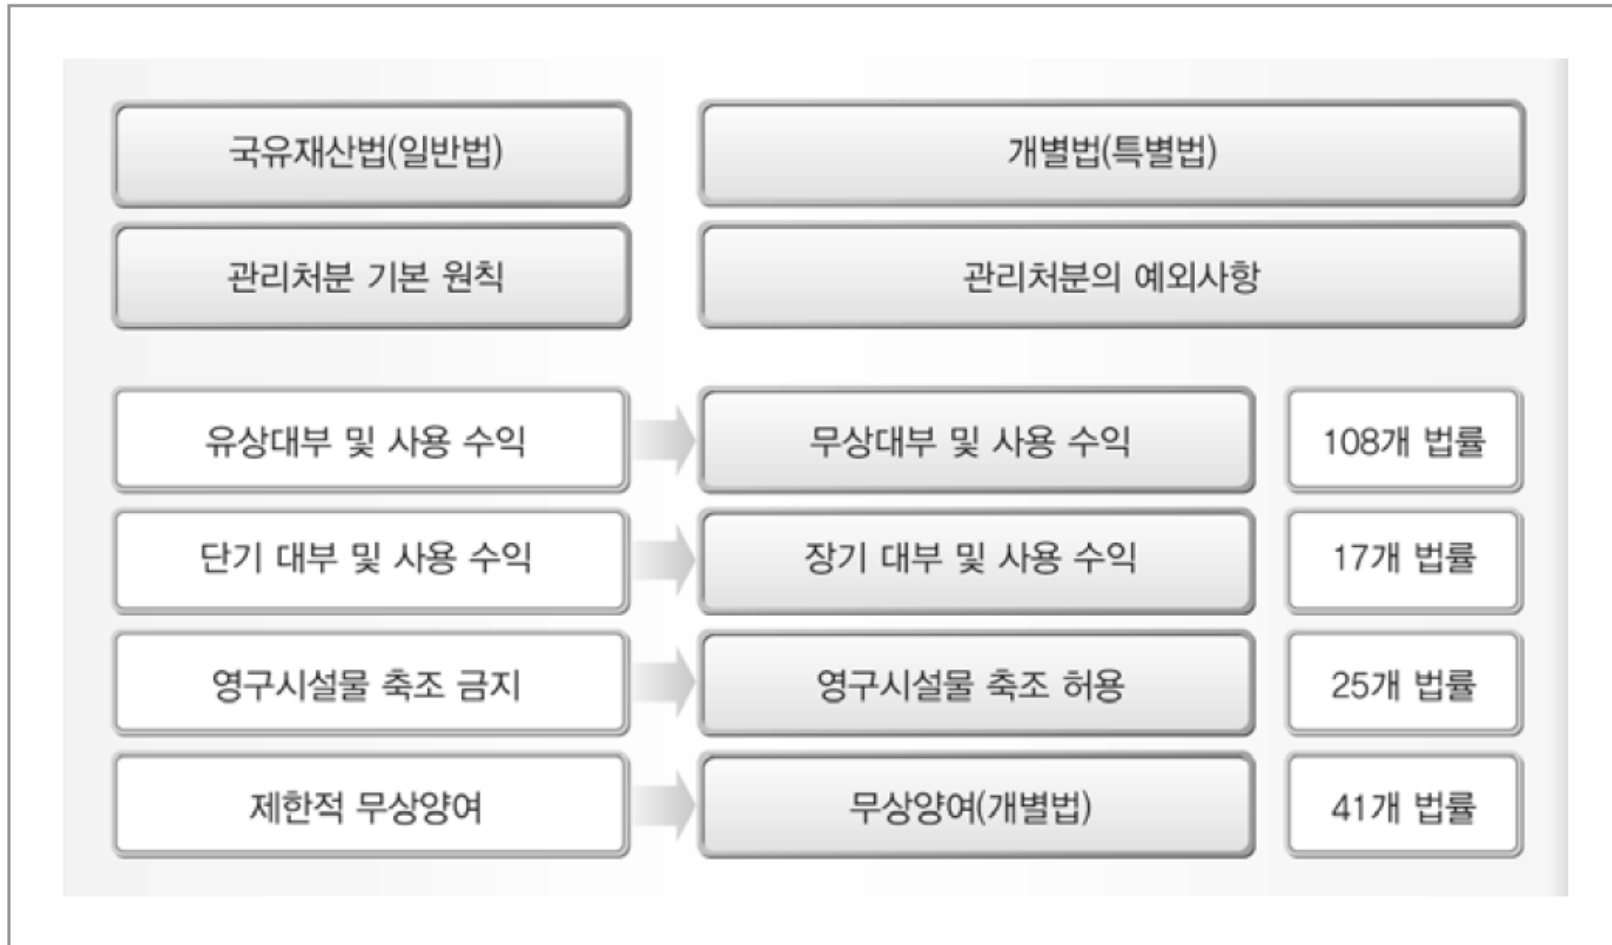 국유재산법(일반법)
개별법(특별법)
관리처분 기본 원칙
관리처분의 예외사항
유상대부 및 사용 수익
무상대부 및 사용 수익
108개 법률
단기 대부 및 사용 수익
장기 대부 및 사용 수익
17개 법률
영구시설물 축조 금지
영구시설물 축조 허용
25개 법률
제한적 무상양여
무상양여(개별법)
41개 법률